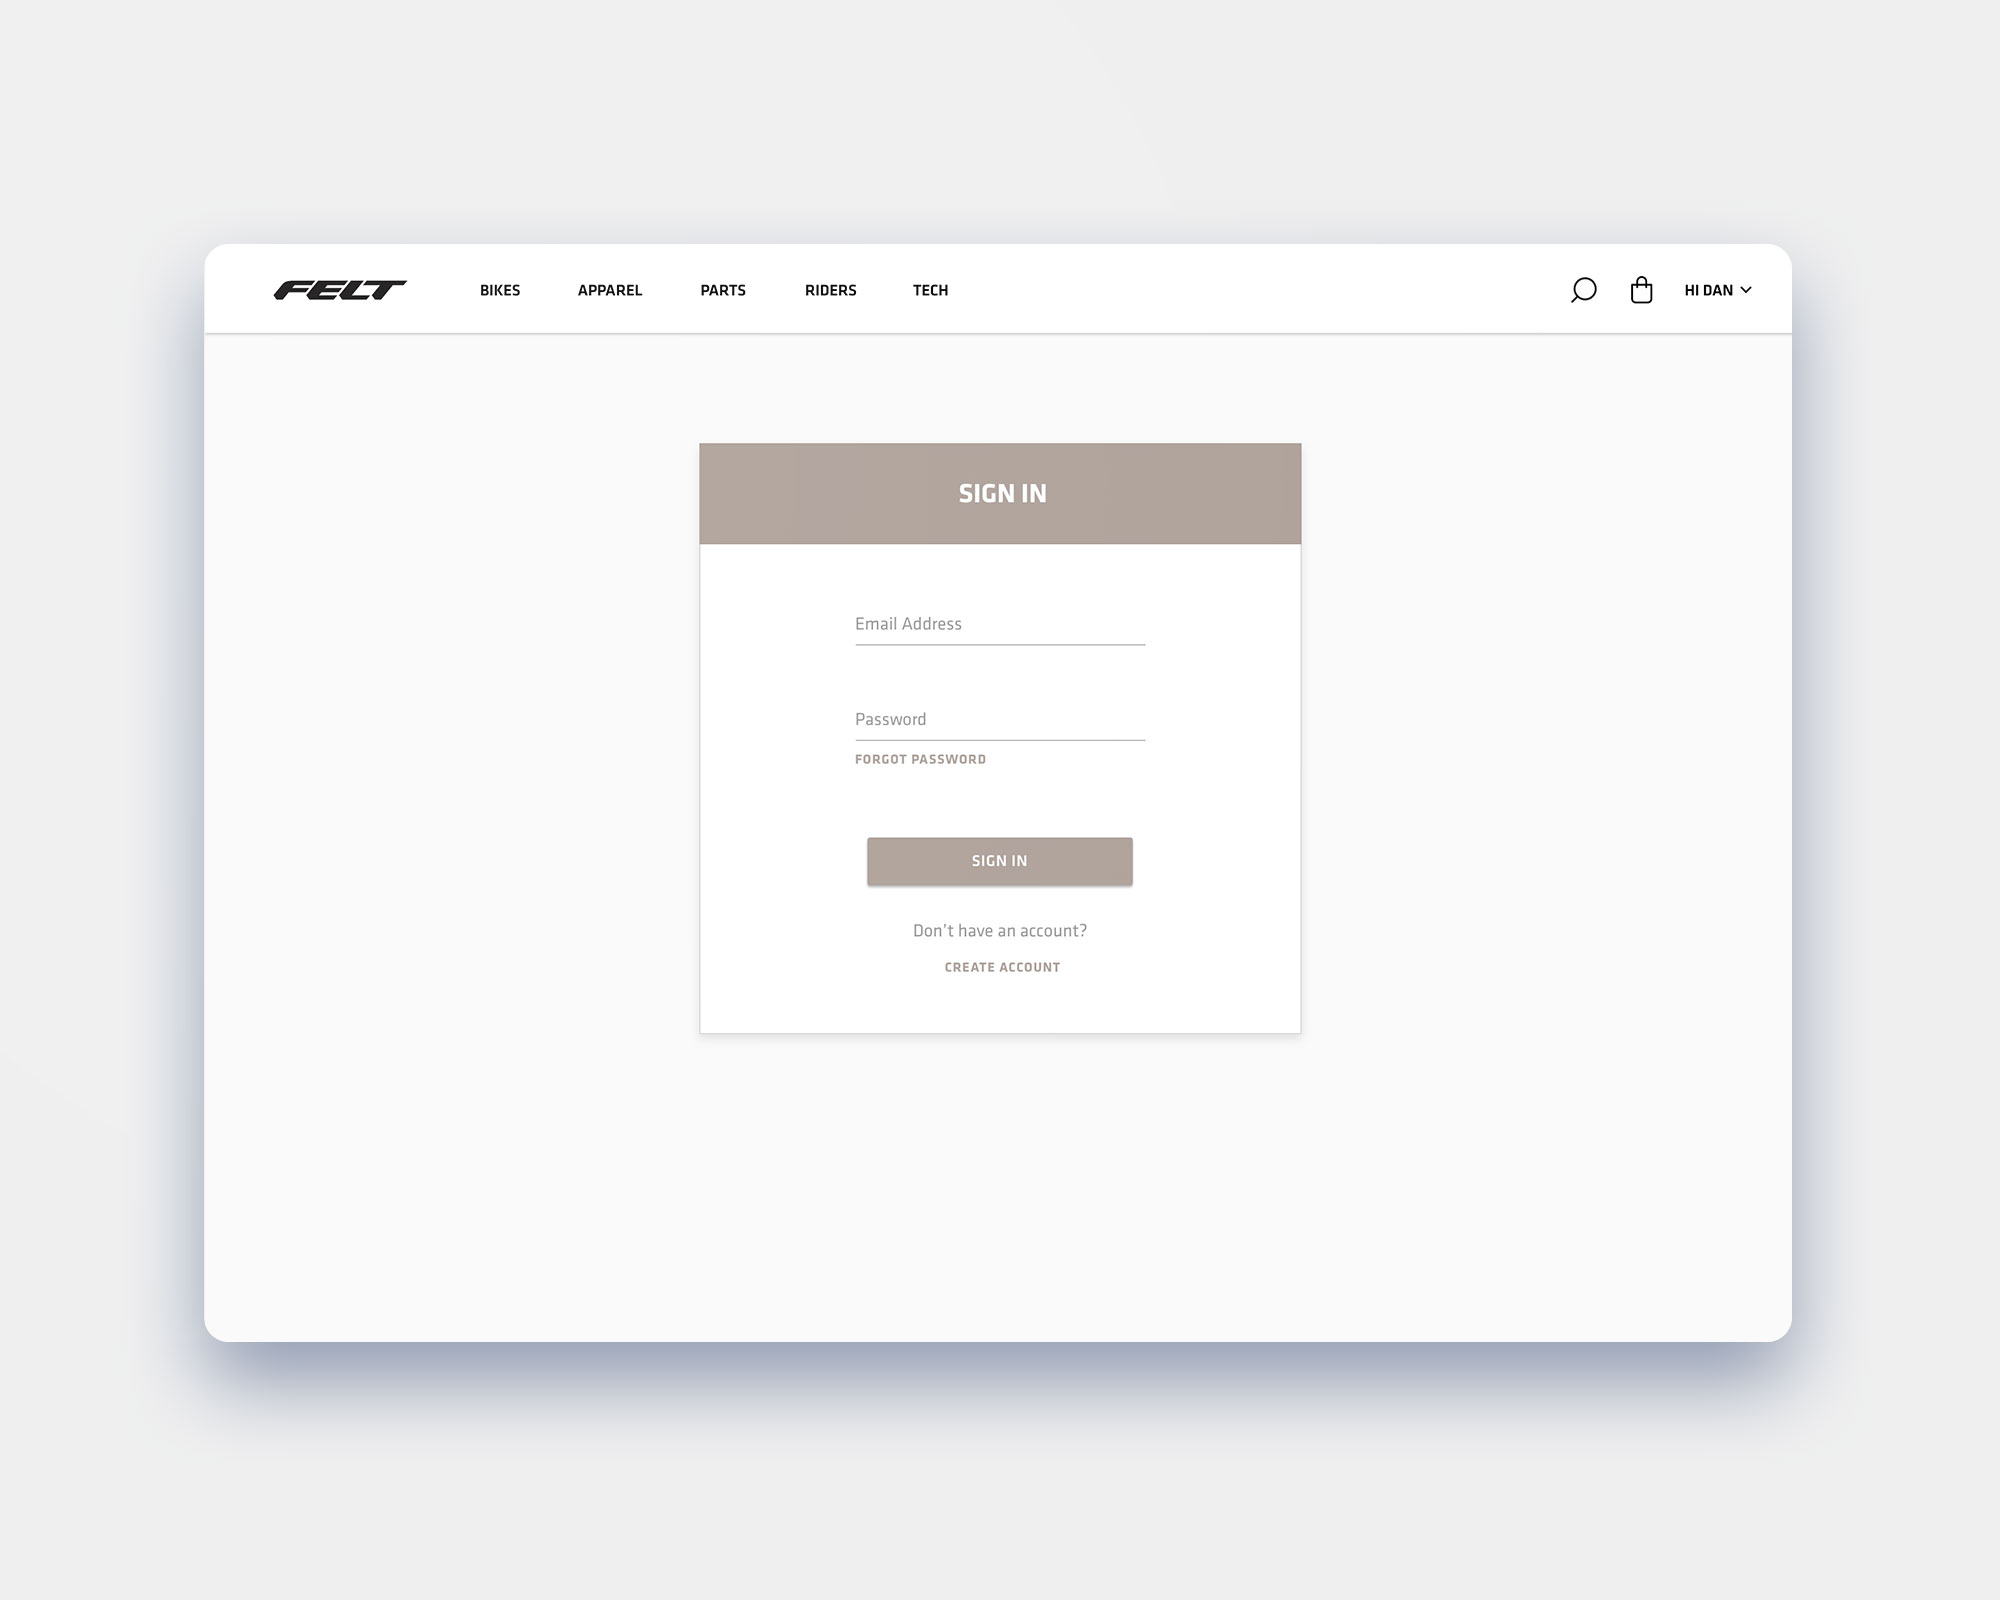 FELT BIKES APPAREL PARTS RIDERS TECH HI DAN
SIGN IN
Email Address
Password
FORGOT PASSWORD
SIGN IN
Don't have an account?
CREATE ACCOUNT